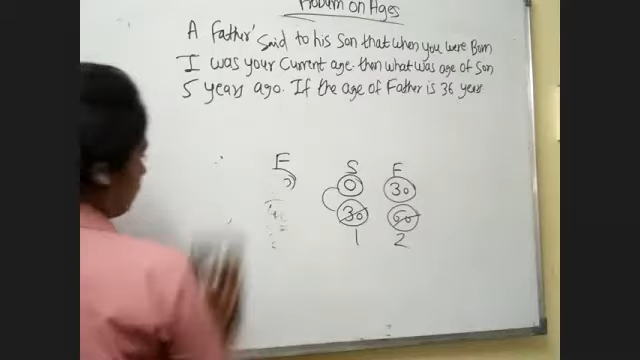 Problem on Ages
A Father' Said to his Son that when you were Born
I was your Current age. then what was age of Son
5 years ago. If the age of Father is 36 years
F S F
0 30
30 60
1 2